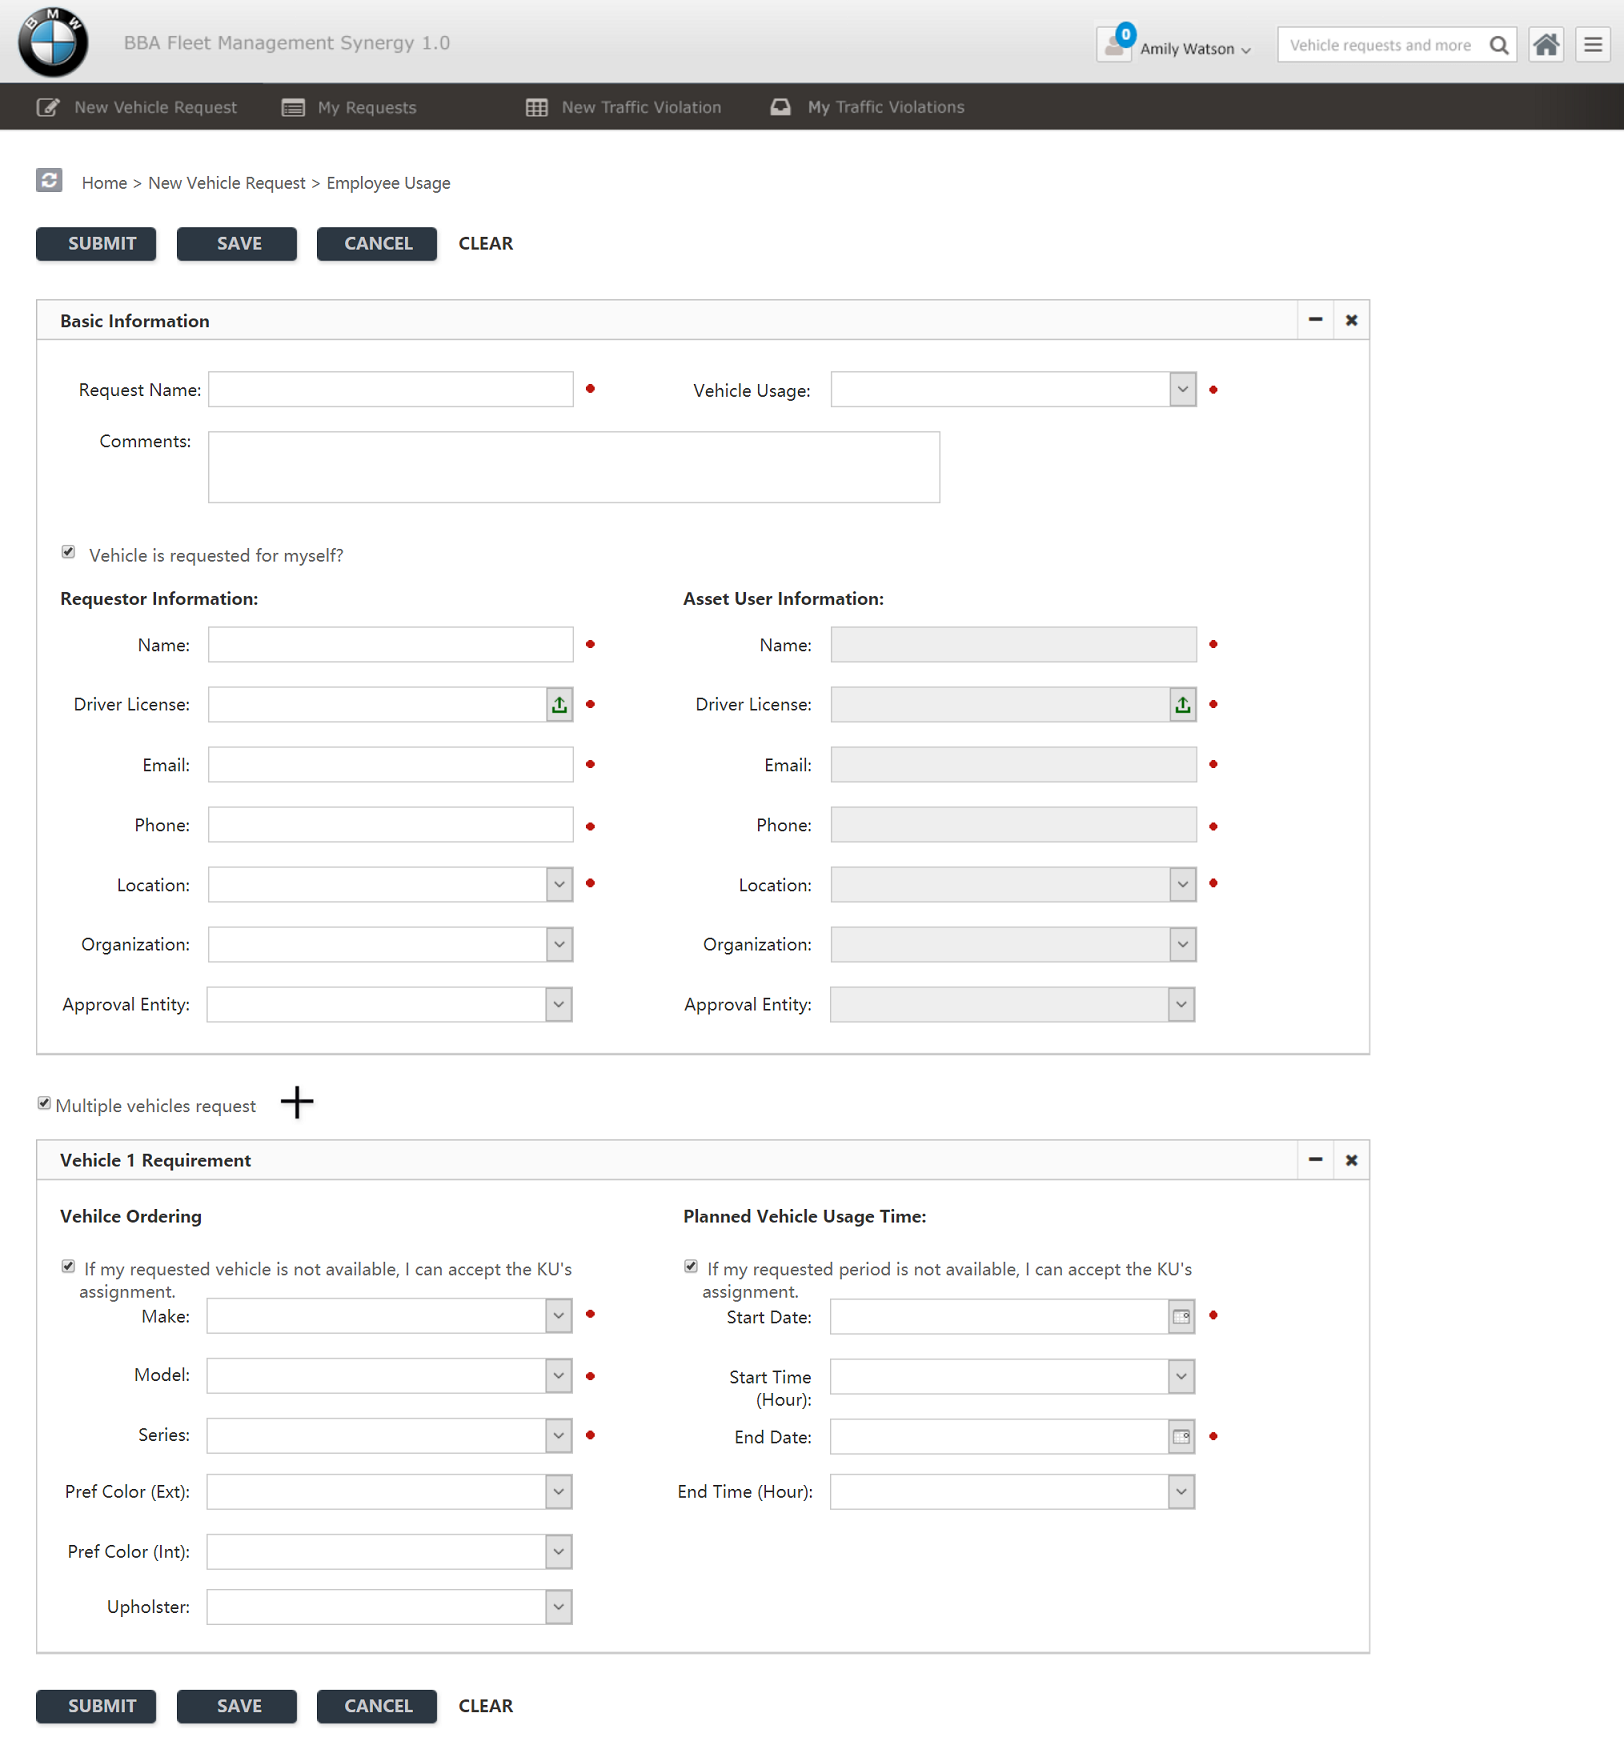 BMW
BBA Fleet Management Synergy 1.0
0
Amily Watson
Vehicle requests and more
New Vehicle Request
My Requests
New Traffic Violation
My Traffic Violations
Home > New Vehicle Request > Employee Usage
SUBMIT
SAVE
CANCEL
CLEAR
Basic Information
Request Name:
Vehicle Usage:
Comments:
Vehicle is requested for myself?
Requestor Information:
Asset User Information:
Name:
Name:
Driver License:
Driver License:
Email:
Email:
Phone:
Phone:
Location:
Location:
Organization:
Organization:
Approval Entity:
Approval Entity:
Multiple vehicles request
Vehicle 1 Requirement
Vehilce Ordering
Planned Vehicle Usage Time:
If my requested vehicle is not available, I can accept the KU's
assignment.
If my requested period is not available, I can accept the KU's
assignment.
Make:
Start Date:
Model:
Start Time
(Hour):
Series:
End Date:
Pref Color (Ext):
End Time (Hour):
Pref Color (Int):
Upholster:
SUBMIT
SAVE
CANCEL
CLEAR